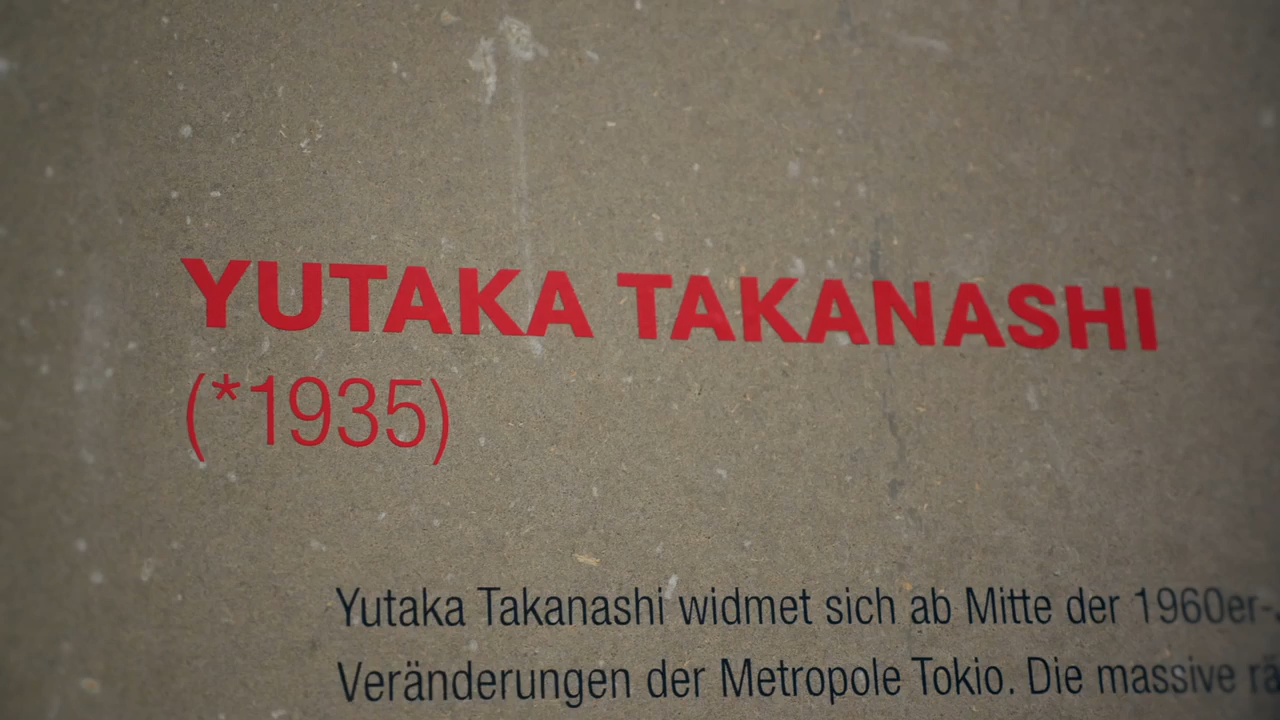 YUTAKA TAKANASHI
(*1935)
Yutaka Takanashi widmet sich ab Mitte der 1960er-
Veränderungen der Metropole Tokio. Die massive